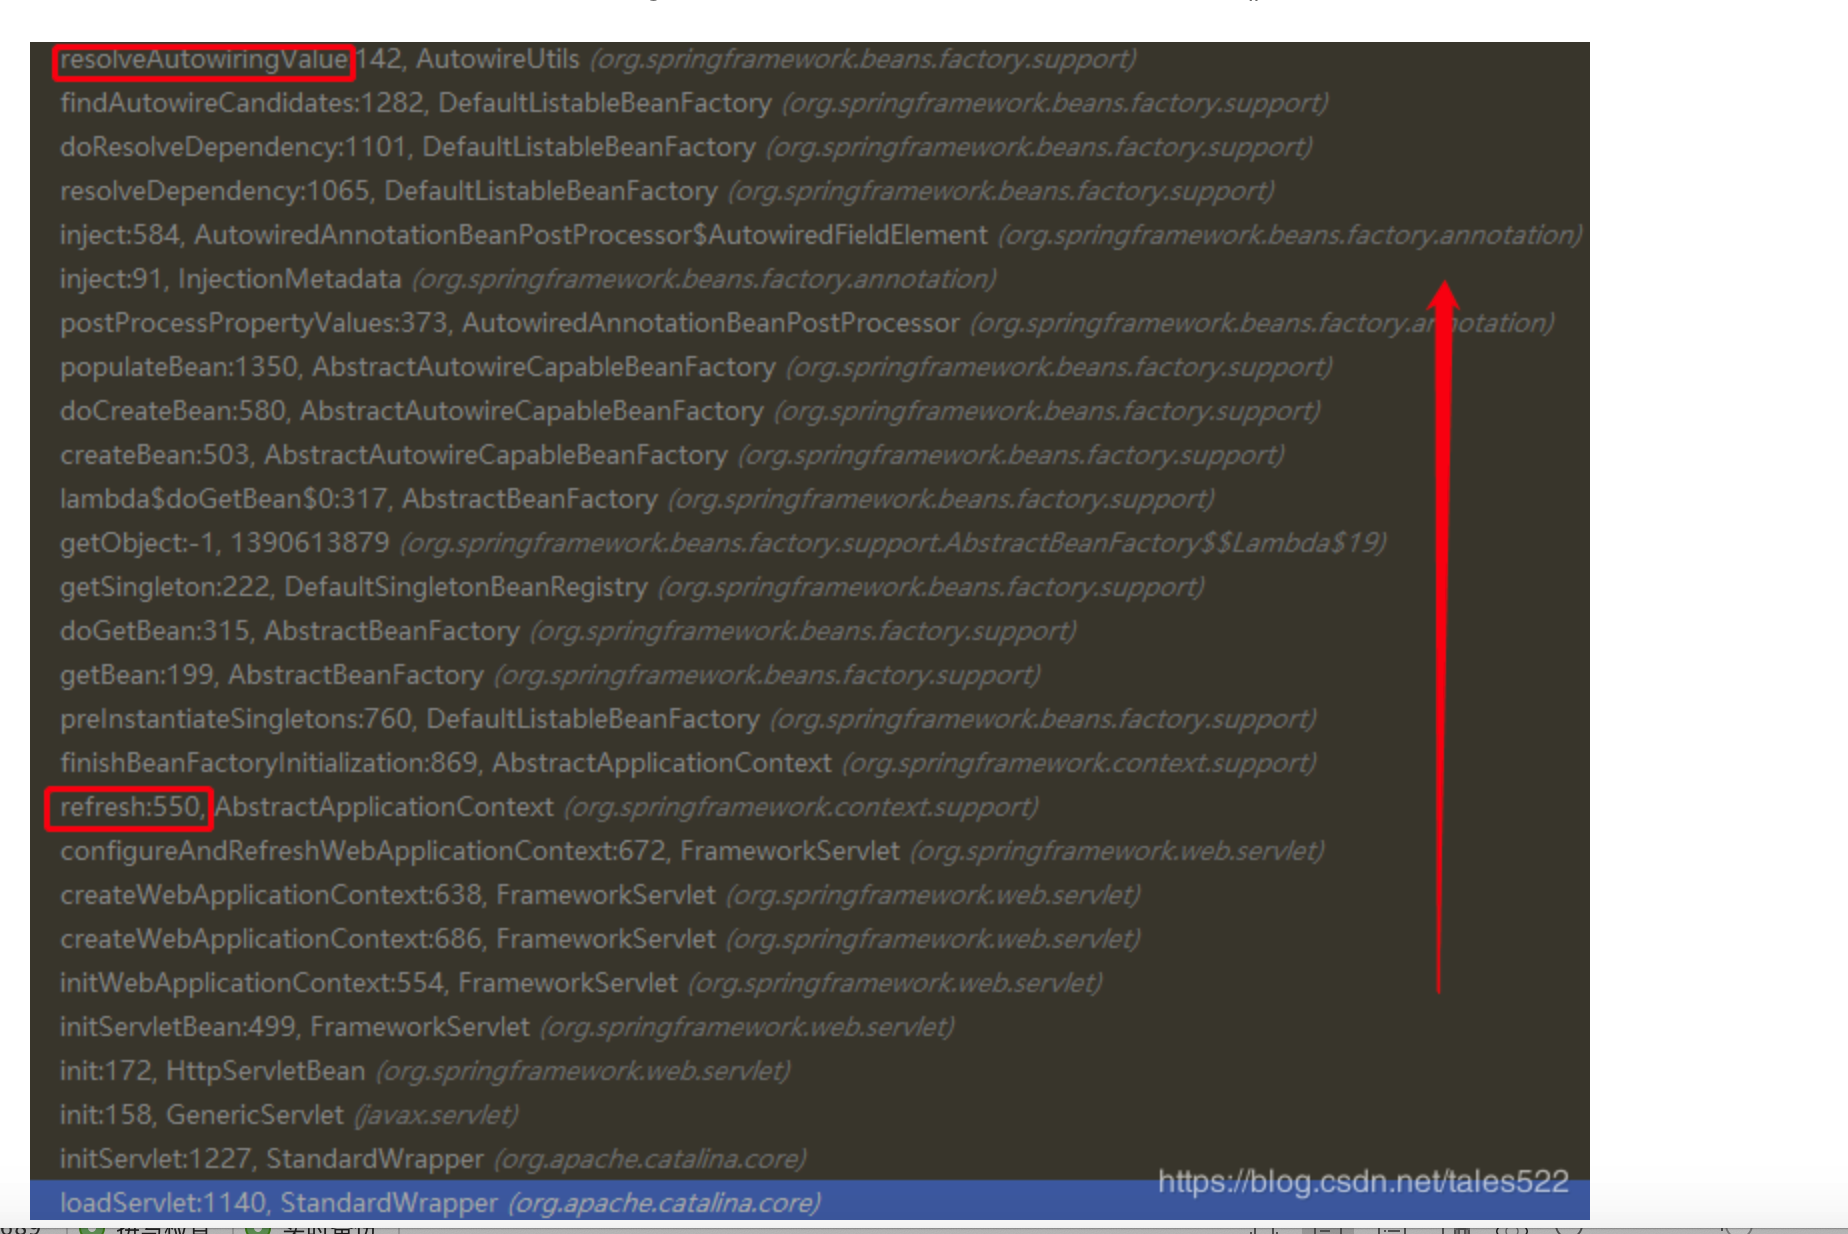 resolveAutowiringValue:142, AutowireUtils (org.springframework.beans.factory.support)
findAutowireCandidates:1282, DefaultListableBeanFactory (org.springframework.beans.factory.support)
doResolveDependency:1101, DefaultListableBeanFactory (org.springframework.beans.factory.support)
resolveDependency:1065, DefaultListableBeanFactory (org.springframework.beans.factory.support)
inject:584, AutowiredAnnotationBeanPostProcessor$AutowiredFieldElement (org.springframework.beans.factory.annotation)
inject:91, InjectionMetadata (org.springframework.beans.factory.annotation)
postProcessPropertyValues:373, AutowiredAnnotationBeanPostProcessor (org.springframework.beans.factory.annotation)
populateBean:1350, AbstractAutowireCapableBeanFactory (org.springframework.beans.factory.support)
doCreateBean:580, AbstractAutowireCapableBeanFactory (org.springframework.beans.factory.support)
createBean:503, AbstractAutowireCapableBeanFactory (org.springframework.beans.factory.support)
lambda$doGetBean$0:317, AbstractBeanFactory (org.springframework.beans.factory.support)
getObject:-1, 1390613879 (org.springframework.beans.factory.support.AbstractBeanFactory$$Lambda$19)
getSingleton:222, DefaultSingletonBeanRegistry (org.springframework.beans.factory.support)
doGetBean:315, AbstractBeanFactory (org.springframework.beans.factory.support)
getBean:199, AbstractBeanFactory (org.springframework.beans.factory.support)
preInstantiateSingletons:760, DefaultListableBeanFactory (org.springframework.beans.factory.support)
finishBeanFactoryInitialization:869, AbstractApplicationContext (org.springframework.context.support)
refresh:550, AbstractApplicationContext (org.springframework.context.support)
configureAndRefreshWebApplicationContext:672, FrameworkServlet (org.springframework.web.servlet)
createWebApplicationContext:638, FrameworkServlet (org.springframework.web.servlet)
createWebApplicationContext:686, FrameworkServlet (org.springframework.web.servlet)
initWebApplicationContext:554, FrameworkServlet (org.springframework.web.servlet)
initServletBean:499, FrameworkServlet (org.springframework.web.servlet)
init:172, HttpServletBean (org.springframework.web.servlet)
init:158, GenericServlet (javax.servlet)
initServlet:1227, StandardWrapper (org.apache.catalina.core)
loadServlet:1140, StandardWrapper (org.apache.catalina.core)
https://blog.csdn.net/tales522